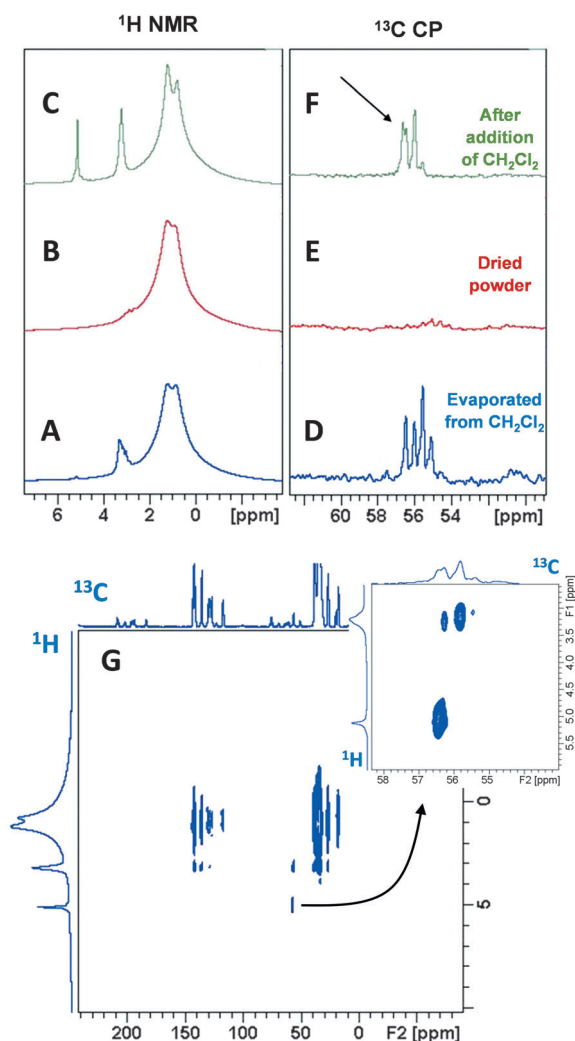 ¹H NMR
¹³C CP
C
F
After
addition
of CH₂Cl₂
B
E
Dried
powder
A
D
Evaporated
from CH₂Cl₂
6 4 2 0 [ppm]
60 58 56 54 [ppm]
¹³C
¹³C
¹H
G
F1 [ppm]
3.5
4.0
4.5
5.0
5.5
¹H
58 57 56 55 F2 [ppm]
0
5
200 150 100 50 0 F2 [ppm]